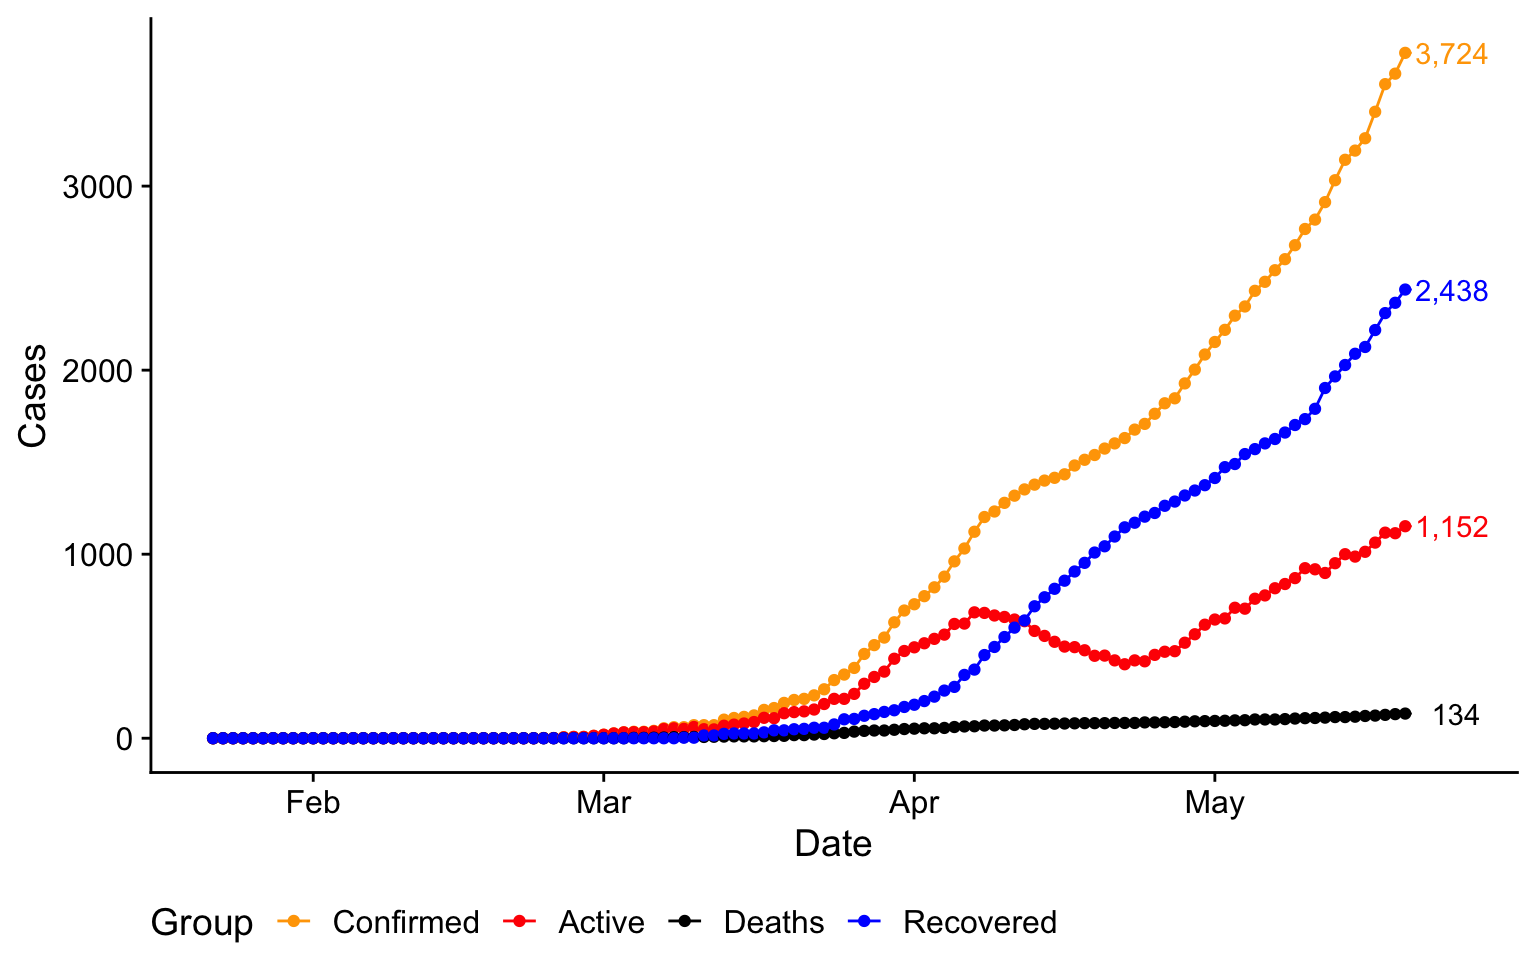 3,724
3000
2,438
2000
Cases
1,152
1000
134
0
Feb Mar Apr May
Date
Group Confirmed Active Deaths Recovered